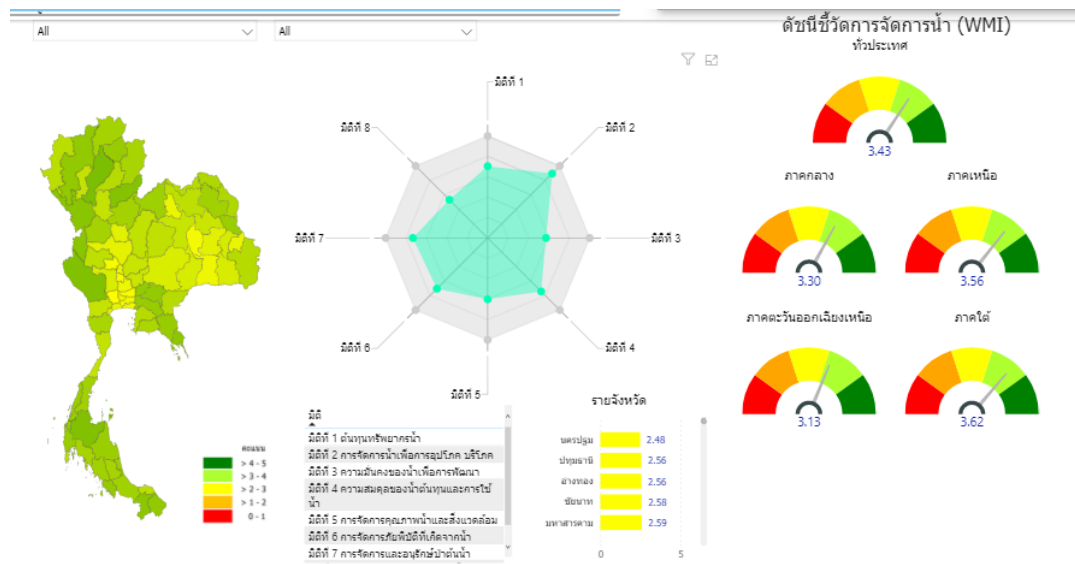 All
All
ดัชนีชี้วัดการจัดการน้ำ (WMI)
ทั่วประเทศ
3.43
ภาคกลาง
ภาคเหนือ
3.30
3.56
ภาคตะวันออกเฉียงเหนือ
ภาคใต้
3.13
3.62
มิติที่ 1
มิติที่ 2
มิติที่ 3
มิติที่ 4
มิติที่ 5
มิติที่ 6
มิติที่ 7
มิติที่ 8
คะแนน
> 4 - 5
> 3 - 4
> 2 - 3
> 1 - 2
0 - 1
มิติ
มิติที่ 1 ต้นทุนทรัพยากรน้ำ
มิติที่ 2 การจัดการน้ำเพื่อการอุปโภค บริโภค
มิติที่ 3 ความมั่นคงของน้ำเพื่อการพัฒนา
มิติที่ 4 ความสมดุลของน้ำต้นทุนและการใช้
น้ำ
มิติที่ 5 การจัดการคุณภาพน้ำและสิ่งแวดล้อม
มิติที่ 6 การจัดการภัยพิบัติที่เกิดจากน้ำ
มิติที่ 7 การจัดการและอนุรักษ์ป่าต้นน้ำ
รายจังหวัด
นครปฐม 2.48
ปทุมธานี 2.56
อ่างทอง 2.56
ชัยนาท 2.58
มหาสารคาม 2.59
0 5